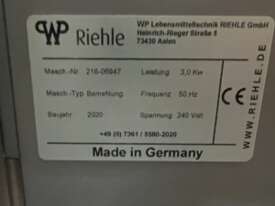 WP Riehle
WP Lebensmitteltechnik RIEHLE GmbH
Heinrich-Rieger Straße 5
73430 Aalen
Masch.-Nr. 216-06947 Leistung 3,0 Kw
Masch.-Typ Bemehlung Frequenz 50 Hz
Baujahr 2020 Spannung 240 Volt
CE
WWW.RIEHLE.DE
+49 (0) 7361 / 5580-2020
Made in Germany